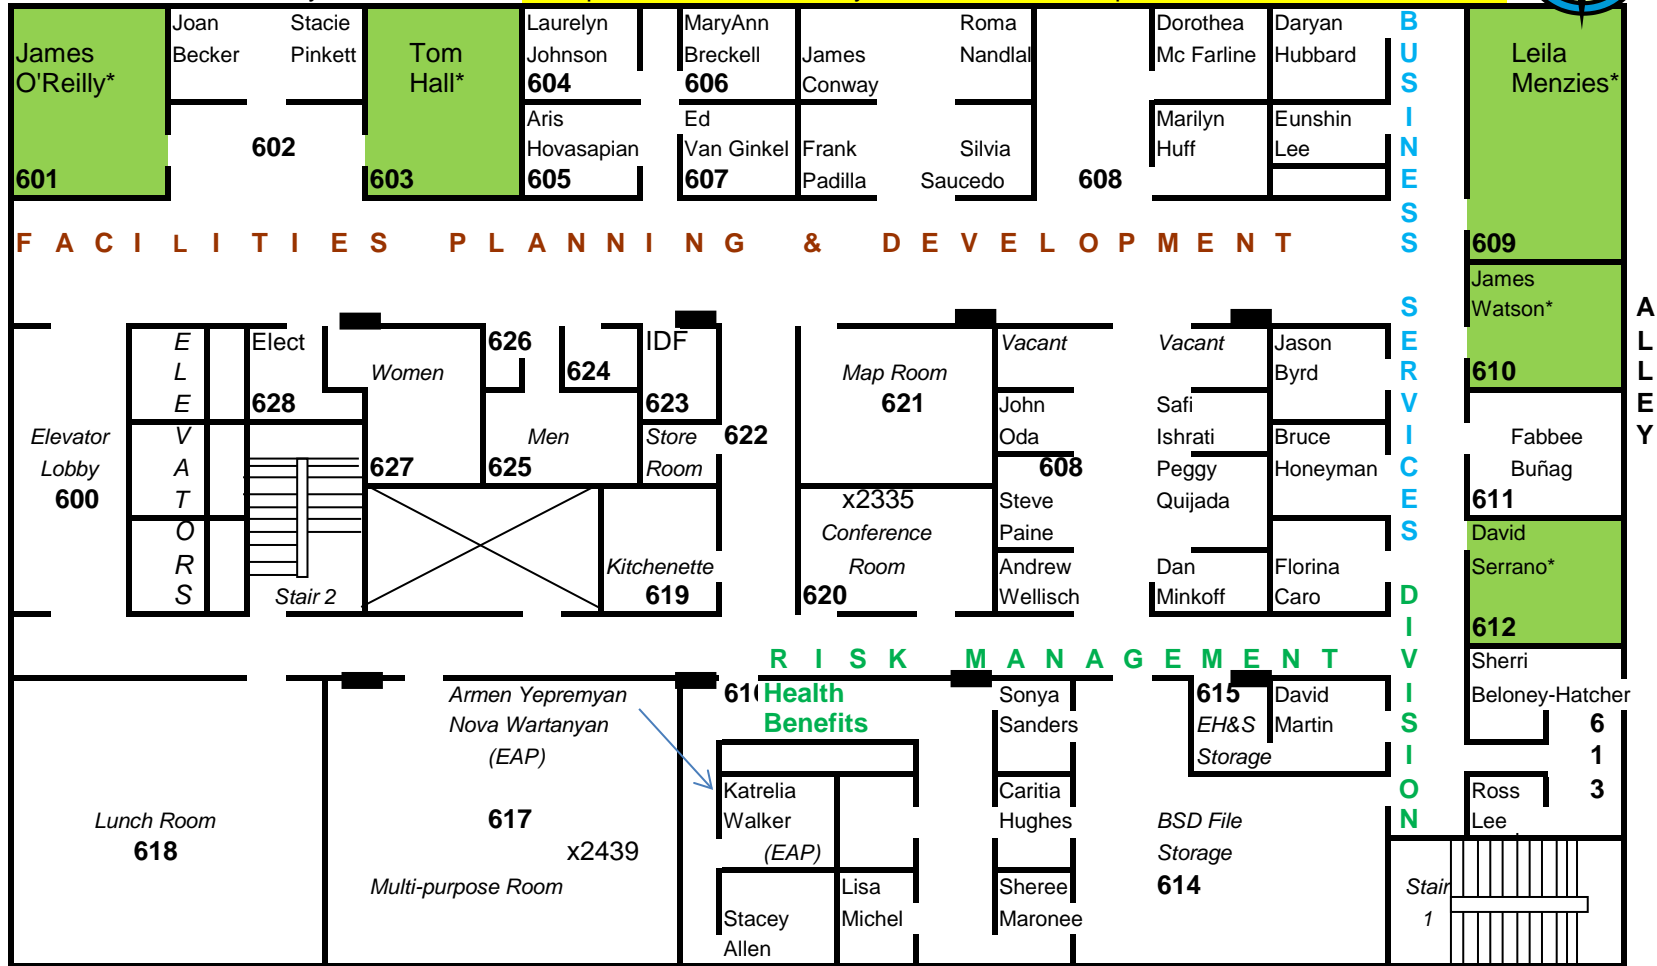 Joan Becker
Stacie Pinkett
James O'Reilly*
601
602
Tom Hall*
603
Laurelyn Johnson
604
Aris Hovasapian
605
MaryAnn Breckell
606
Ed Van Ginkel
607
James Conway
Frank Padilla
Roma Nandlal
Silvia Saucedo
608
Dorothea Mc Farline
Daryan Hubbard
Marilyn Huff
Eunshin Lee
Leila Menzies*
609
FACILITIES PLANNING & DEVELOPMENT
BUSINESS SERVICES DIVISION
James Watson*
610
ALLEY
Elevator Lobby
600
ELEVATORS
Elect
628
Women
627
626
624
Men
625
IDF
623
Store Room
622
Map Room
621
Vacant
Vacant
Jason Byrd
John Oda
608
Safi Ishrati
Bruce Honeyman
Peggy Quijada
Steve Paine
Andrew Wellisch
Dan Minkoff
Florina Caro
Fabbee Buñag
611
David Serrano*
612
Stair 2
Kitchenette
619
x2335
Conference Room
620
RISK MANAGEMENT
Lunch Room
618
Armen Yepremyan
Nova Wartanyan
(EAP)
617
x2439
Multi-purpose Room
Health Benefits
Katrelia Walker
(EAP)
Stacey Allen
Lisa Michel
Sonya Sanders
Caritia Hughes
Sheree Maronee
615
EH&S Storage
David Martin
BSD File Storage
614
Sherri Beloney-Hatcher
613
Ross Lee
Stair 1